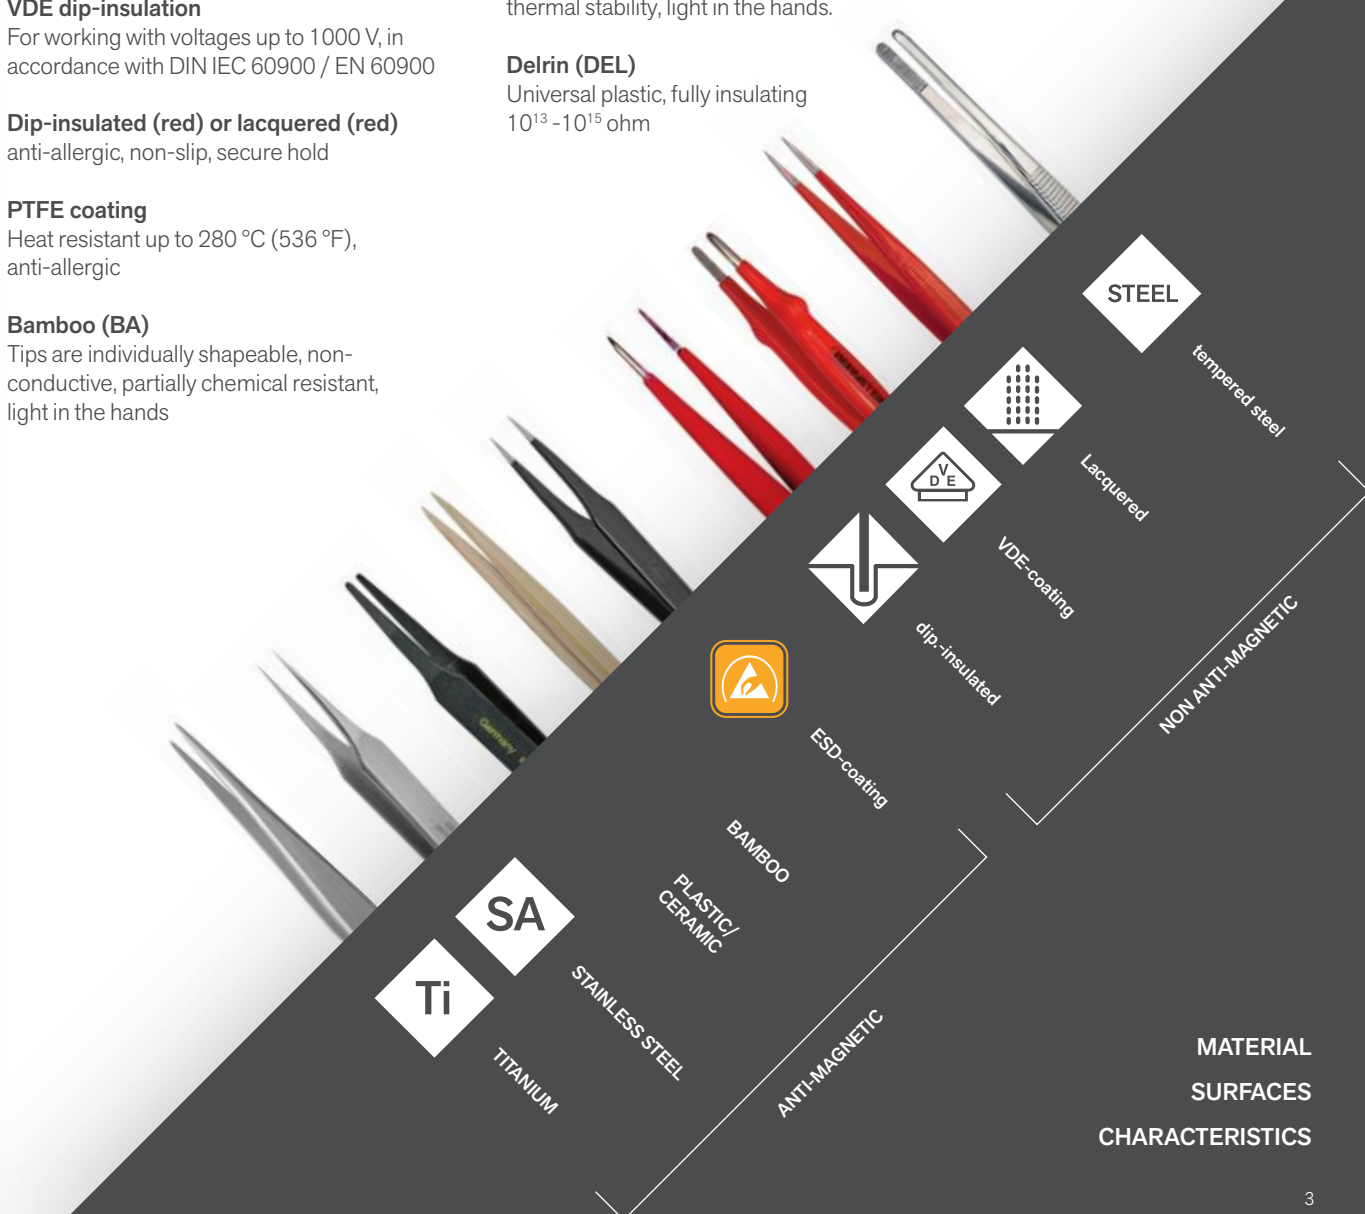 VDE dip-insulation
For working with voltages up to 1000 V, in
accordance with DIN IEC 60900 / EN 60900
Dip-insulated (red) or lacquered (red)
anti-allergic, non-slip, secure hold
PTFE coating
Heat resistant up to 280 °C (536 °F),
anti-allergic
Bamboo (BA)
Tips are individually shapeable, non-
conductive, partially chemical resistant,
light in the hands
thermal stability, light in the hands.
Delrin (DEL)
Universal plastic, fully insulating
10¹³ -10¹⁵ ohm
Germany
STEEL
tempered steel
Lacquered
V
D E
VDE-coating
dip.-insulated
NON ANTI-MAGNETIC
ESD-coating
BAMBOO
PLASTIC/
CERAMIC
SA
STAINLESS STEEL
Ti
TITANIUM
ANTI-MAGNETIC
MATERIAL
SURFACES
CHARACTERISTICS
3